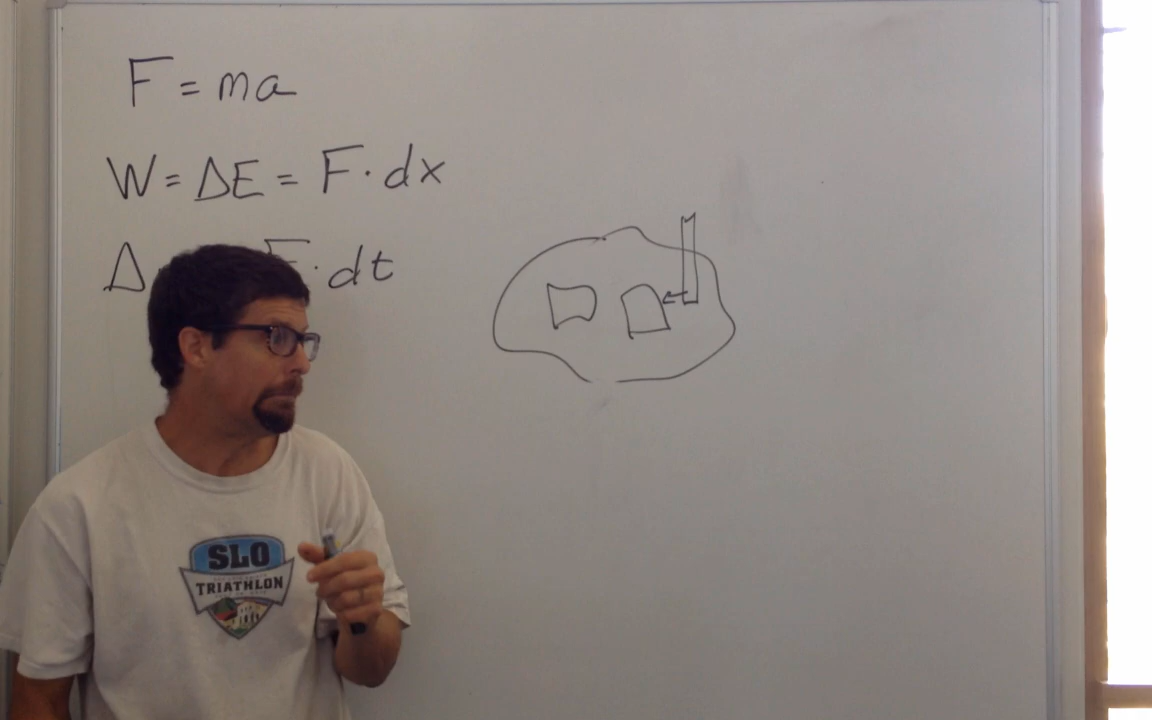 F = ma
W = ΔE = F · dx
Δ F · dt
SLO
TRIATHLON